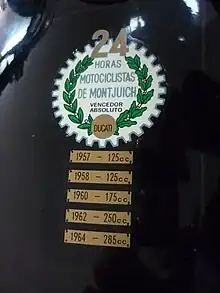 24
HORAS
MOTOCICLISTAS
DE MONTJUICH
VENCEDOR
ABSOLUTO
DUCATI
1957 - 125cc.
1958 - 125cc.
1960 - 175cc.
1962 - 250cc.
1964 - 285cc.